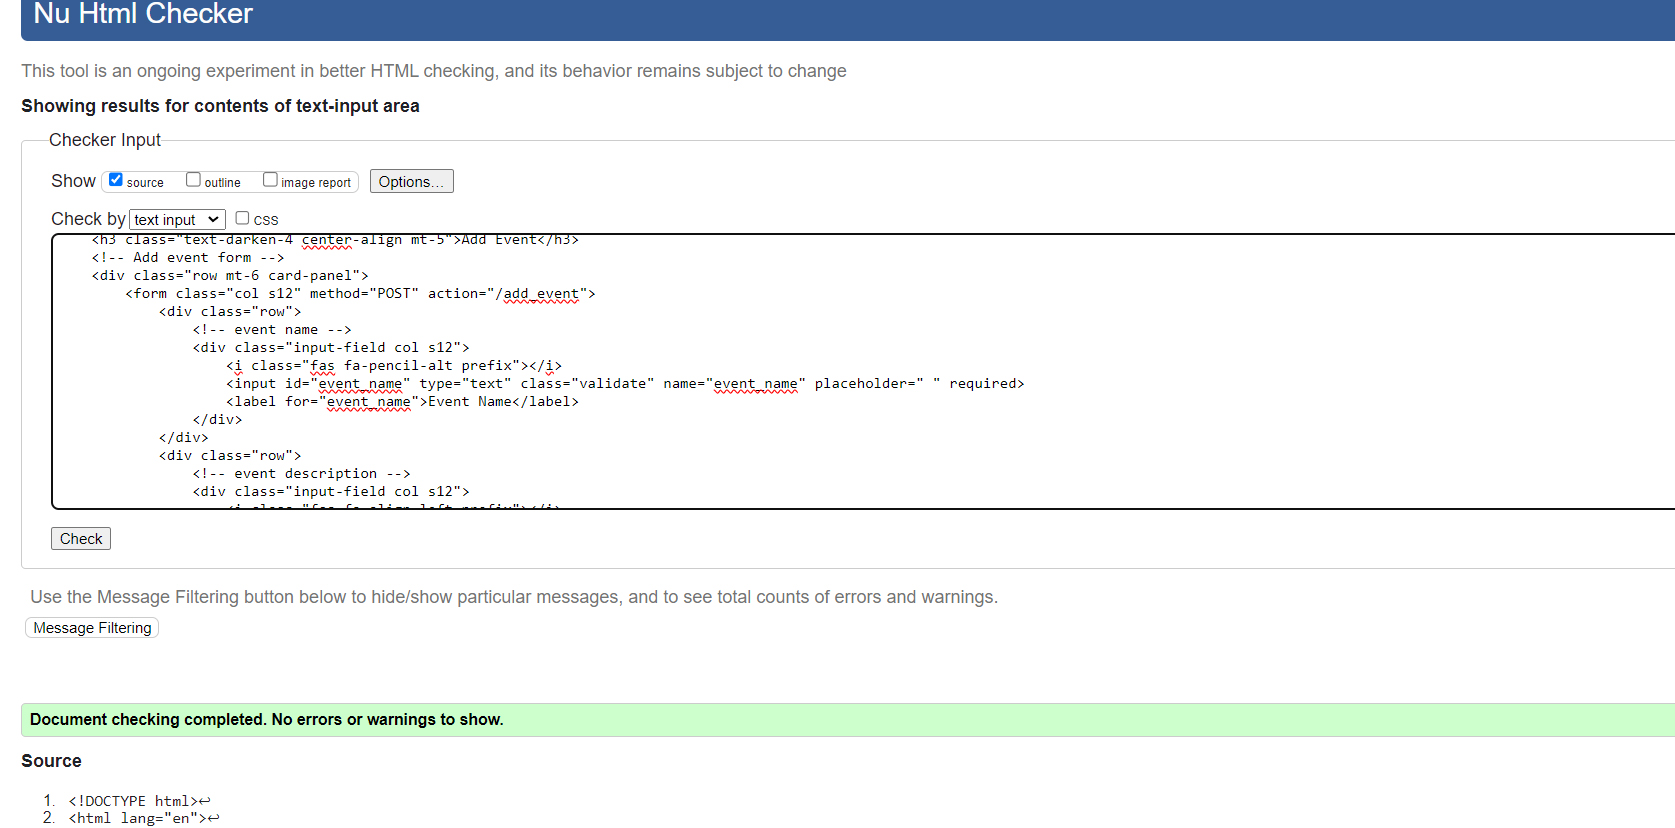 Nu Html Checker
This tool is an ongoing experiment in better HTML checking, and its behavior remains subject to change
Showing results for contents of text-input area
Checker Input
Show source outline image report Options...
Check by text input css
<h3 class="text-darken-4 center-align mt-5">Add Event</h3>
<!-- Add event form -->
<div class="row mt-6 card-panel">
<form class="col s12" method="POST" action="/add_event">
<div class="row">
<!-- event name -->
<div class="input-field col s12">
<i class="fas fa-pencil-alt prefix"></i>
<input id="event_name" type="text" class="validate" name="event_name" placeholder=" " required>
<label for="event_name">Event Name</label>
</div>
</div>
<div class="row">
<!-- event description -->
<div class="input-field col s12">
<i class="fas fa-align-left prefix"></i>
Check
Use the Message Filtering button below to hide/show particular messages, and to see total counts of errors and warnings.
Message Filtering
Document checking completed. No errors or warnings to show.
Source
1. <!DOCTYPE html>↩
2. <html lang="en">↩